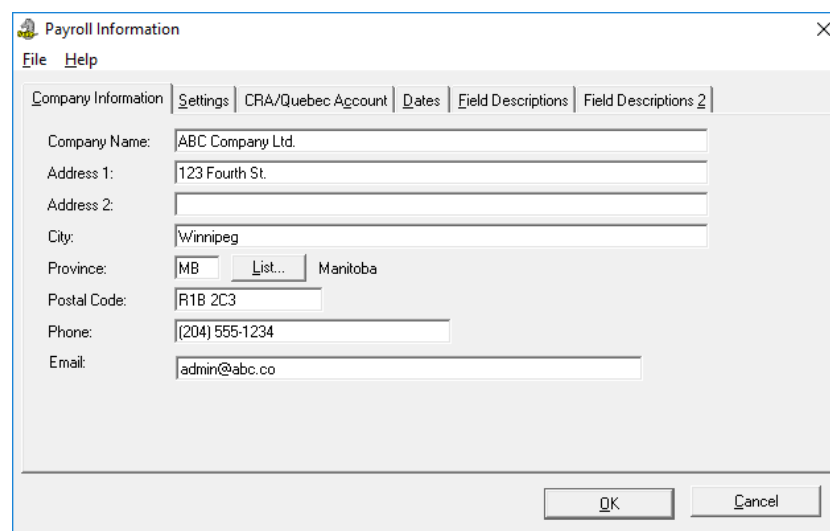 Payroll Information
File Help
Company Information Settings CRA/Quebec Account Dates Field Descriptions Field Descriptions 2
Company Name: ABC Company Ltd.
Address 1: 123 Fourth St.
Address 2:
City: Winnipeg
Province: MB List... Manitoba
Postal Code: R1B 2C3
Phone: (204) 555-1234
Email: admin@abc.co
OK Cancel